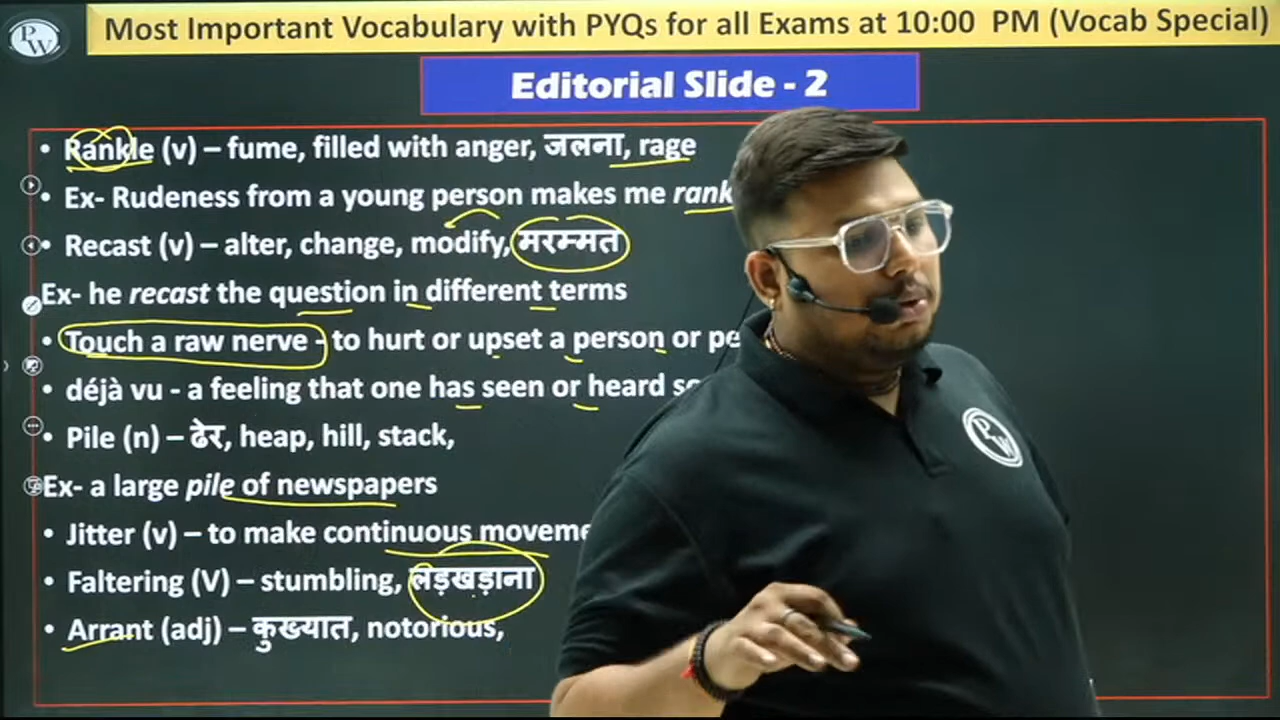 PW
Most Important Vocabulary with PYQs for all Exams at 10:00 PM (Vocab Special)
Editorial Slide - 2
• Rankle (v) – fume, filled with anger, जलना, rage
• Ex- Rudeness from a young person makes me
• Recast (v) – alter, change, modify, मरम्मत
Ex- he recast the question in different terms
• Touch a raw nerve - to hurt or upset a person or
• déjà vu - a feeling that one has seen or heard
• Pile (n) – ढेर, heap, hill, stack,
Ex- a large pile of newspapers
• Jitter (v) – to make continuous
• Faltering (V) – stumbling, लड़खड़ाना
• Arrant (adj) – कुख्यात, notorious,
PW